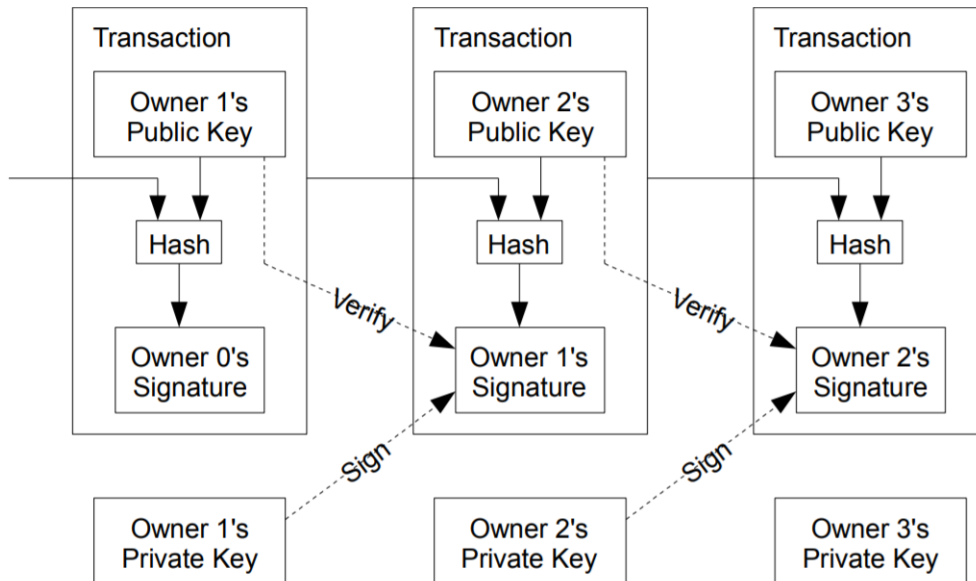 Transaction
Transaction
Transaction
Owner 1's
Public Key
Owner 2's
Public Key
Owner 3's
Public Key
Hash
Hash
Hash
Verify
Verify
Owner 0's
Signature
Owner 1's
Signature
Owner 2's
Signature
Sign
Sign
Owner 1's
Private Key
Owner 2's
Private Key
Owner 3's
Private Key